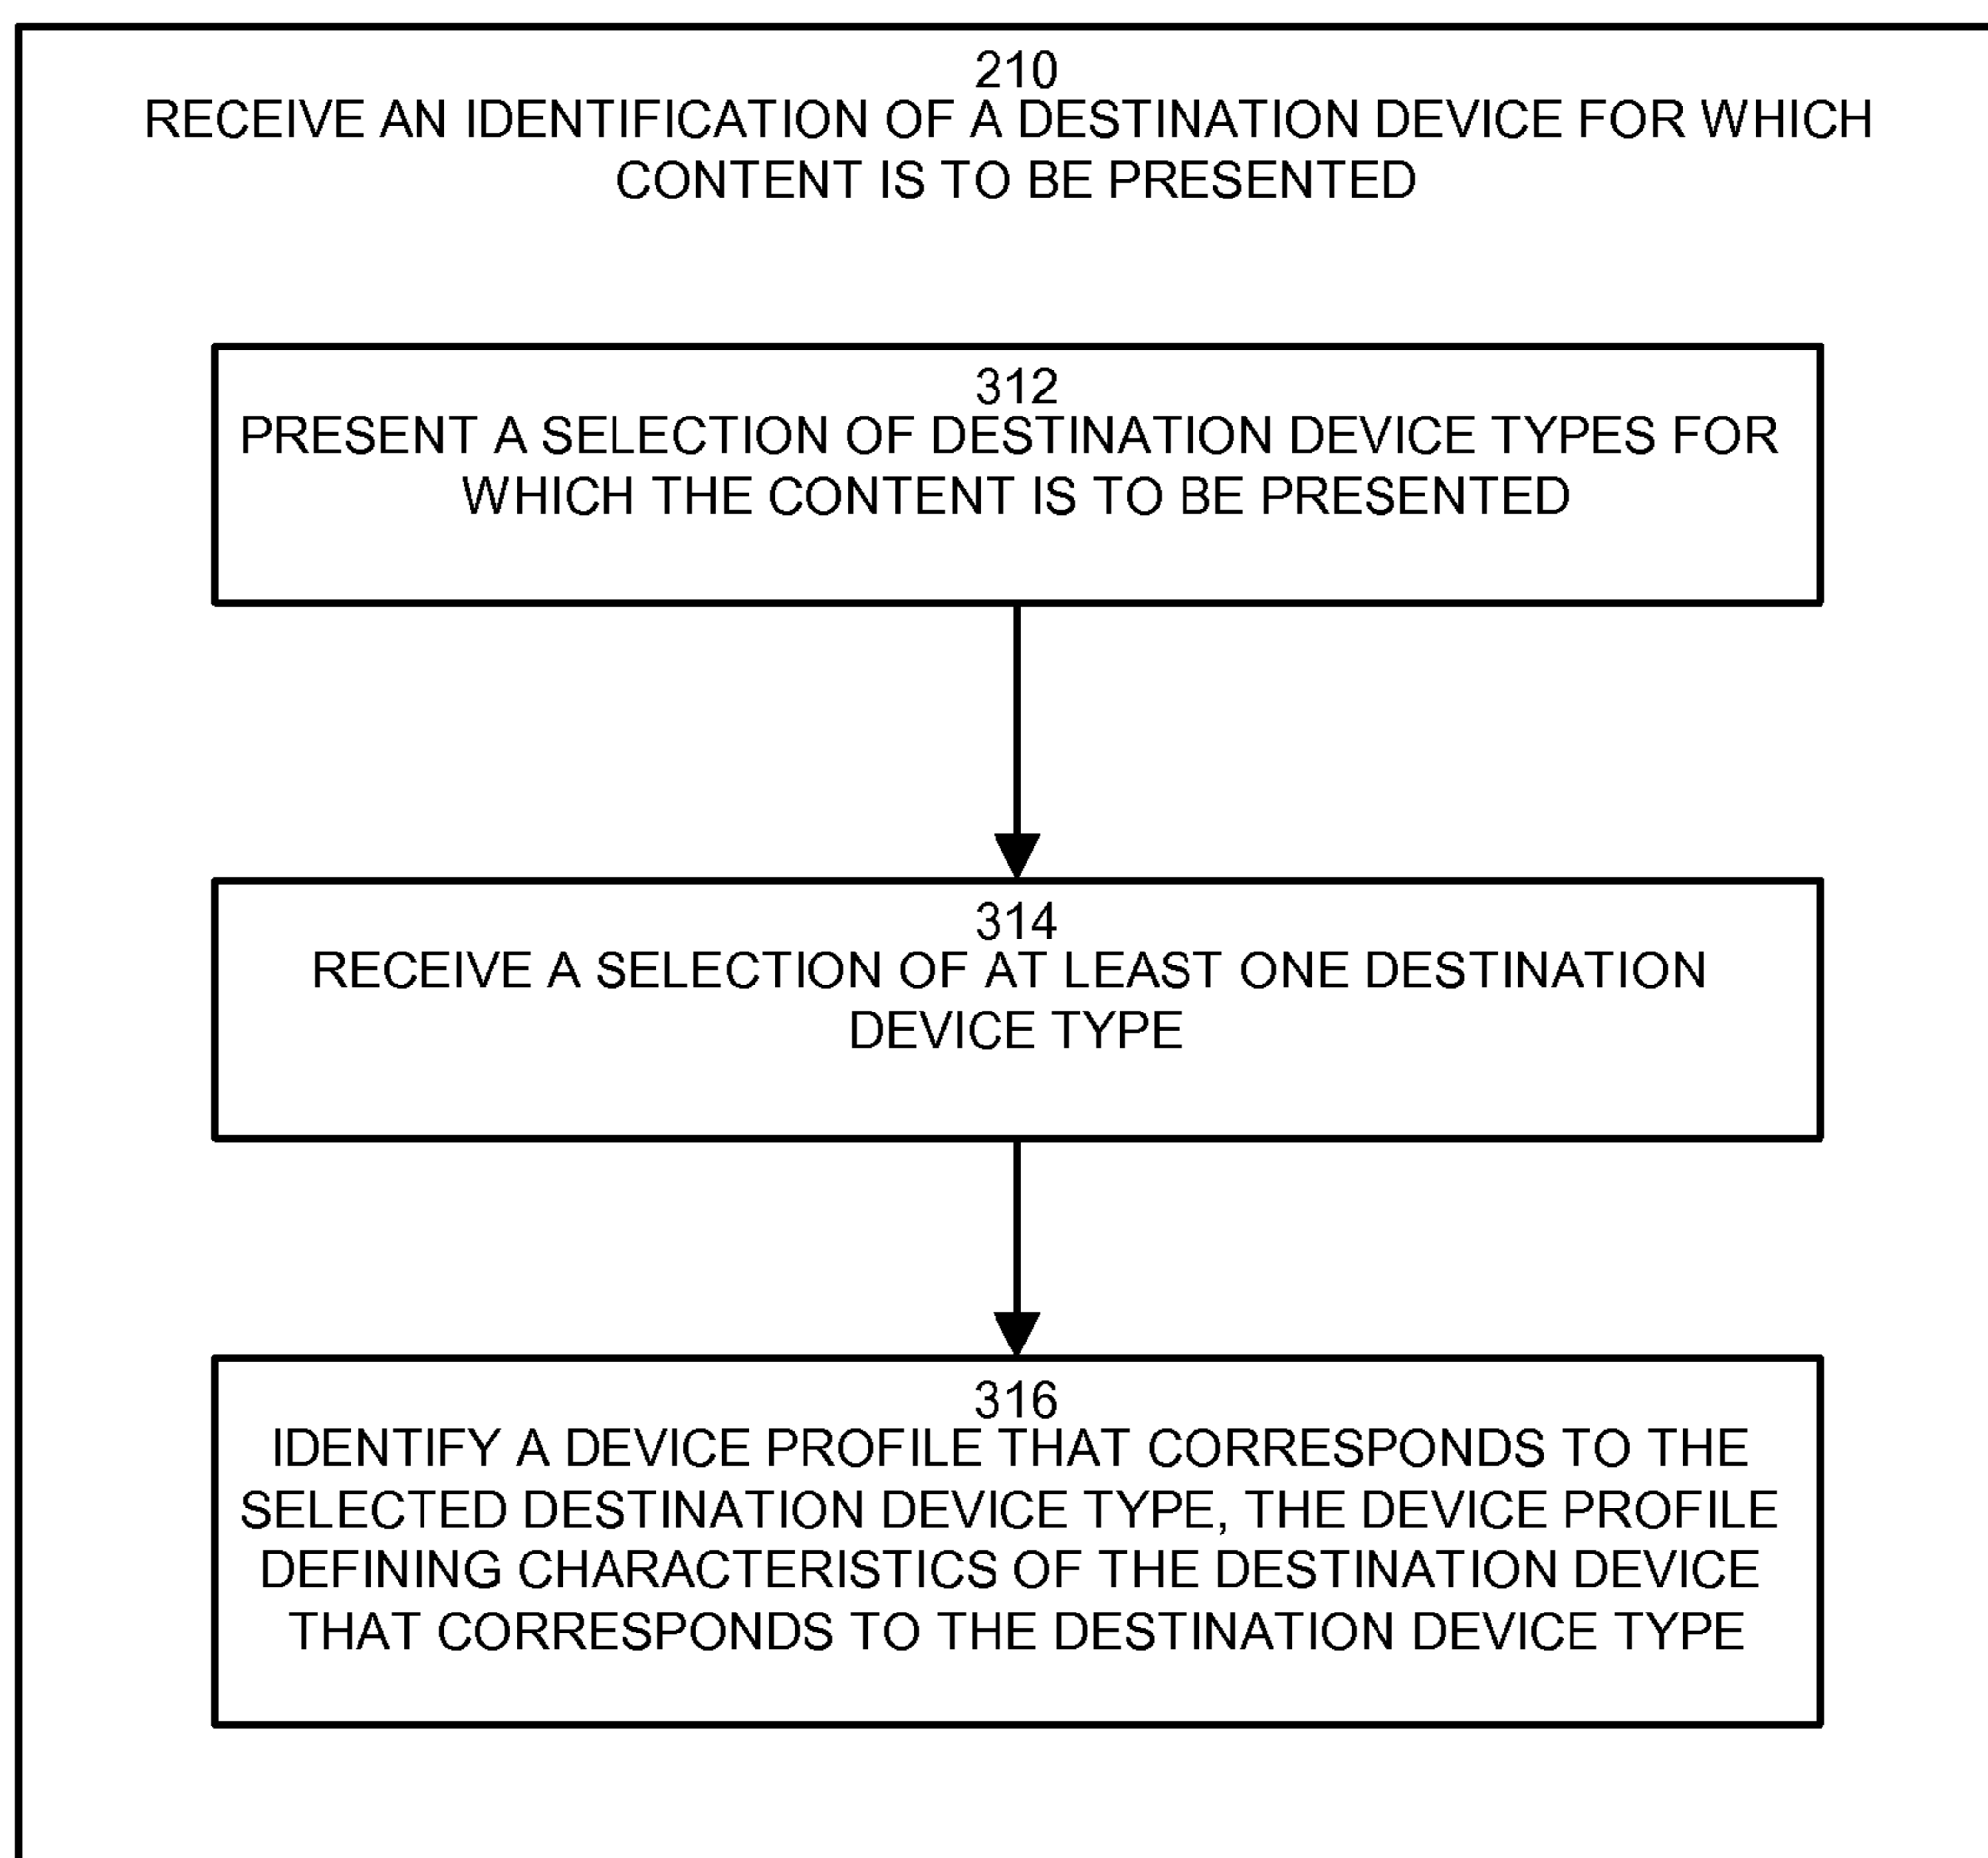 210
RECEIVE AN IDENTIFICATION OF A DESTINATION DEVICE FOR WHICH
CONTENT IS TO BE PRESENTED
312
PRESENT A SELECTION OF DESTINATION DEVICE TYPES FOR
WHICH THE CONTENT IS TO BE PRESENTED
314
RECEIVE A SELECTION OF AT LEAST ONE DESTINATION
DEVICE TYPE
316
IDENTIFY A DEVICE PROFILE THAT CORRESPONDS TO THE
SELECTED DESTINATION DEVICE TYPE, THE DEVICE PROFILE
DEFINING CHARACTERISTICS OF THE DESTINATION DEVICE
THAT CORRESPONDS TO THE DESTINATION DEVICE TYPE